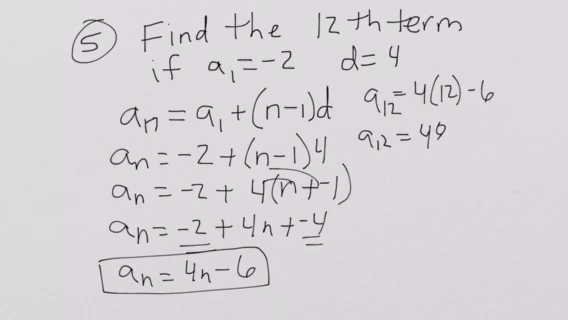 5 Find the 12th term
if a₁ = -2 d = 4
aₙ = a₁ + (n-1)d
aₙ = -2 + (n-1)4
aₙ = -2 + 4(n+-1)
aₙ = -2 + 4n + -4
aₙ = 4n - 6
a₁₂ = 4(12) - 6
a₁₂ = 48